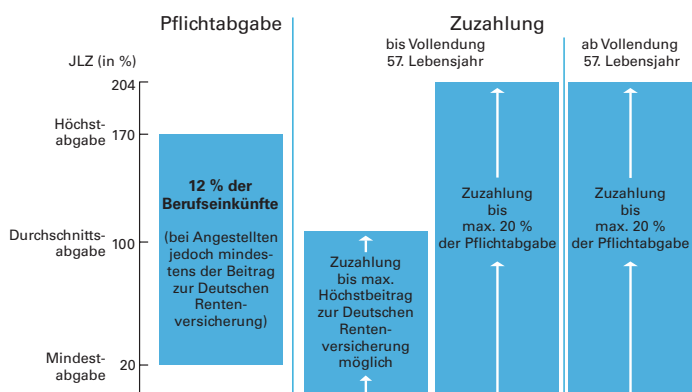 Pflichtabgabe
Zuzahlung
bis Vollendung
57. Lebensjahr
ab Vollendung
57. Lebensjahr
JLZ (in %)
204
Höchst-
abgabe
170
12 % der
Berufseinkünfte
(bei Angestellten
jedoch mindes-
tens der Beitrag
zur Deutschen
Renten-
versicherung)
Durchschnitts-
abgabe
100
Mindest-
abgabe
20
Zuzahlung
bis max.
Höchstbeitrag
zur Deutschen
Renten-
versicherung
möglich
Zuzahlung
bis
max. 20 %
der Pflichtabgabe
Zuzahlung
bis
max. 20 %
der Pflichtabgabe